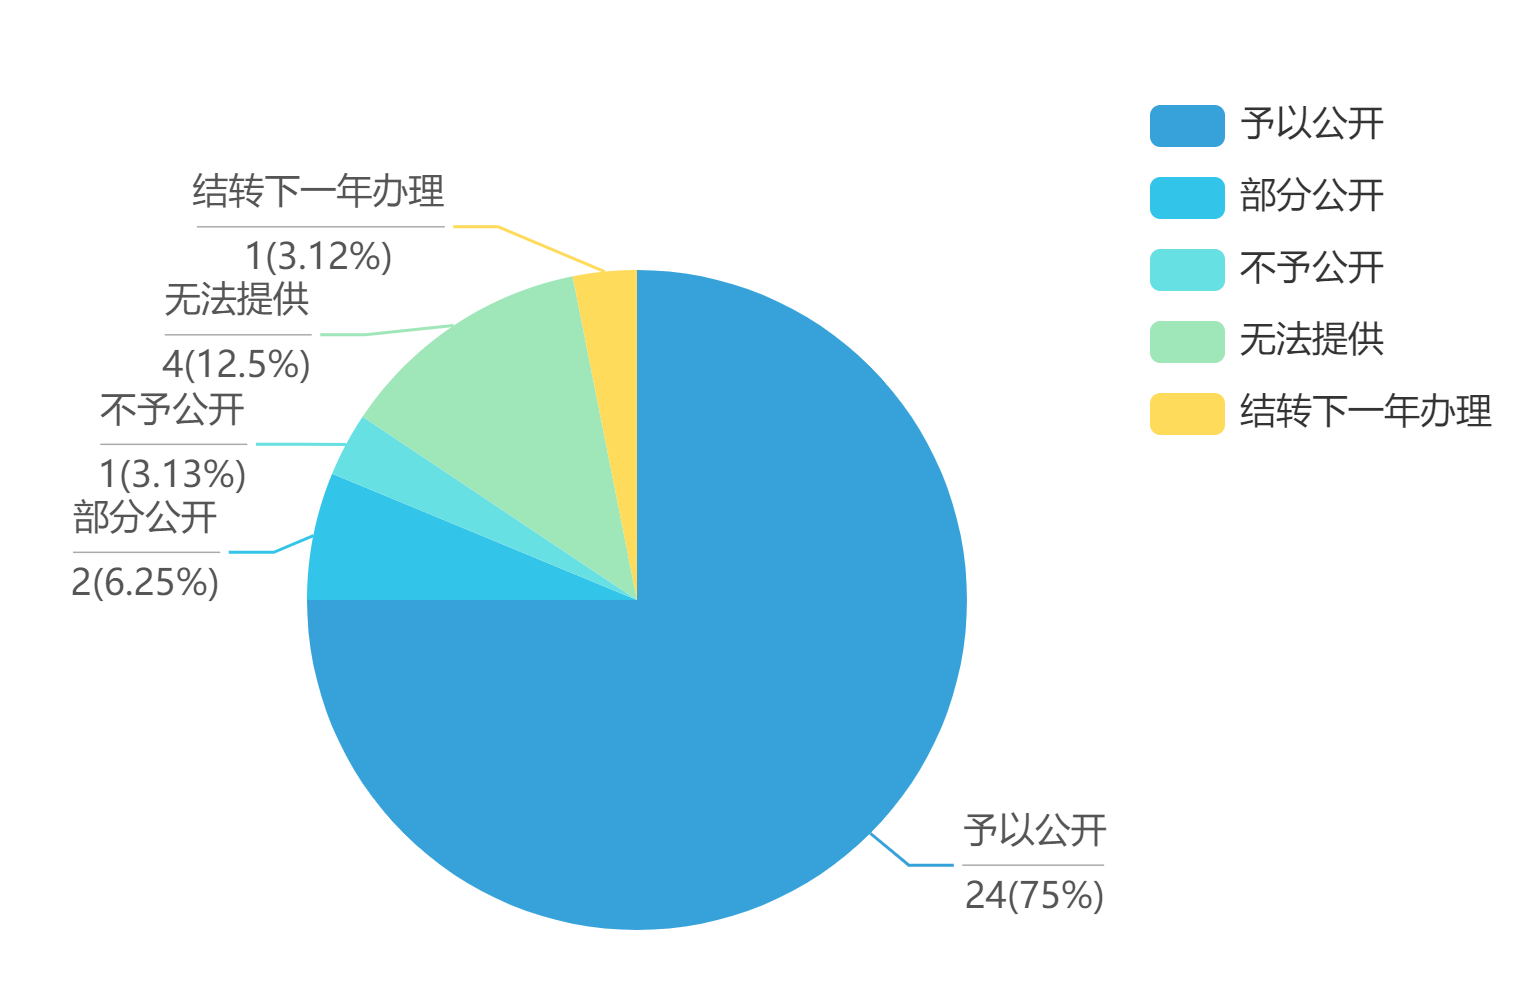 结转下一年办理
1(3.12%)
无法提供
4(12.5%)
不予公开
1(3.13%)
部分公开
2(6.25%)
予以公开
24(75%)
予以公开
部分公开
不予公开
无法提供
结转下一年办理